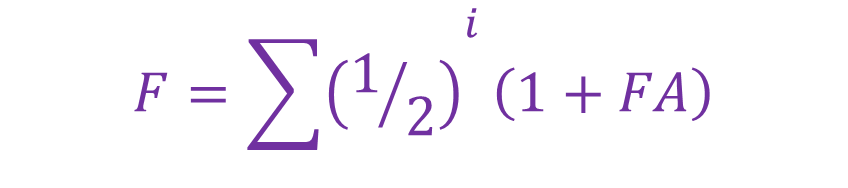 F = ∑(1/2)^i (1 + FA)